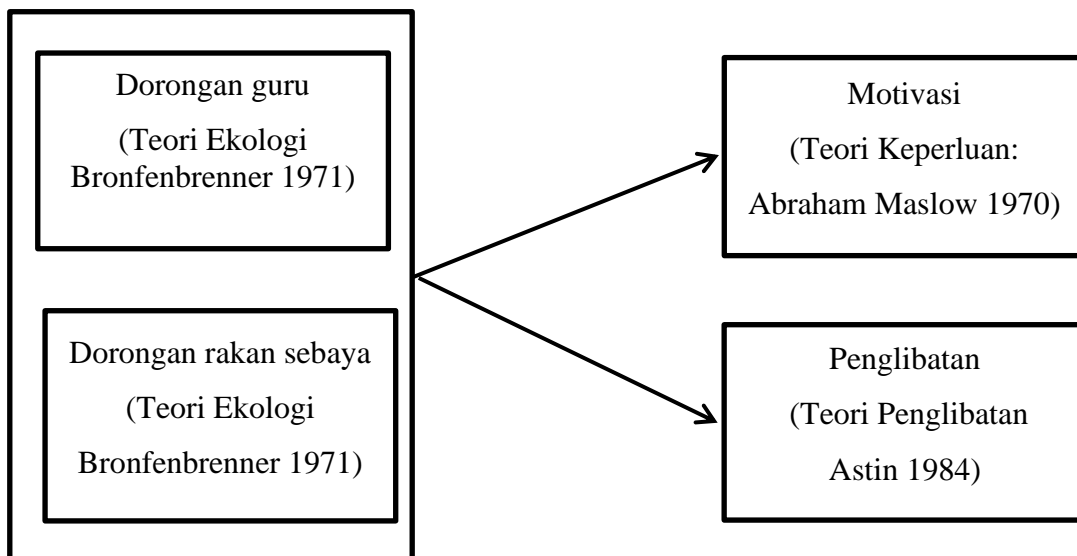 Dorongan guru
(Teori Ekologi
Bronfenbrenner 1971)
Dorongan rakan sebaya
(Teori Ekologi
Bronfenbrenner 1971)
Motivasi
(Teori Keperluan:
Abraham Maslow 1970)
Penglibatan
(Teori Penglibatan
Astin 1984)